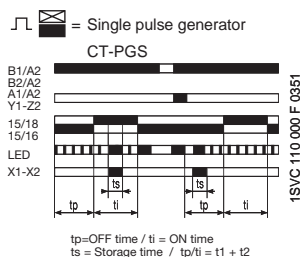 = Single pulse generator
CT-PGS
B1/A2
B2/A2
A1/A2
Y1-Z2
15/18
15/16
LED
X1-X2
ts ts
tp ti tp ti
tp=OFF time / ti = ON time
ts = Storage time / tp/ti = t1 + t2
1SVC 110 000 F 0351